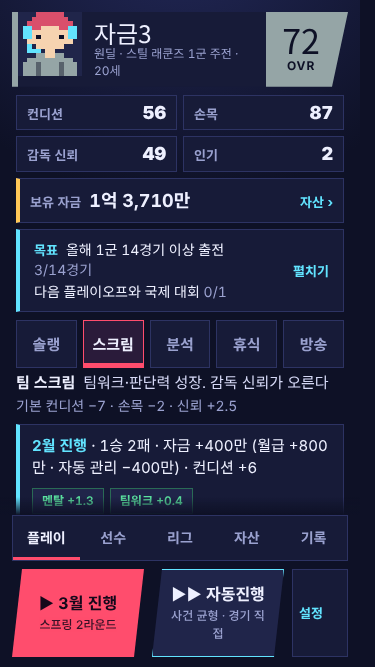 자금3
원딜 · 스틸 래쿤즈 1군 주전 ·
20세
72
OVR
컨디션 56
손목 87
감독 신뢰 49
인기 2
보유 자금 1억 3,710만
자산 ›
목표 올해 1군 14경기 이상 출전
3/14경기
다음 플레이오프와 국제 대회 0/1
펼치기
솔랭
스크림
분석
휴식
방송
팀 스크림 팀워크·판단력 성장. 감독 신뢰가 오른다
기본 컨디션 −7 · 손목 −2 · 신뢰 +2.5
2월 진행 · 1승 2패 · 자금 +400만 (월급 +800
만 · 자동 관리 −400만) · 컨디션 +6
멘탈 +1.3
팀워크 +0.4
플레이
선수
리그
자산
기록
▶ 3월 진행
스프링 2라운드
▶▶ 자동진행
사건 균형 · 경기 직
접
설정